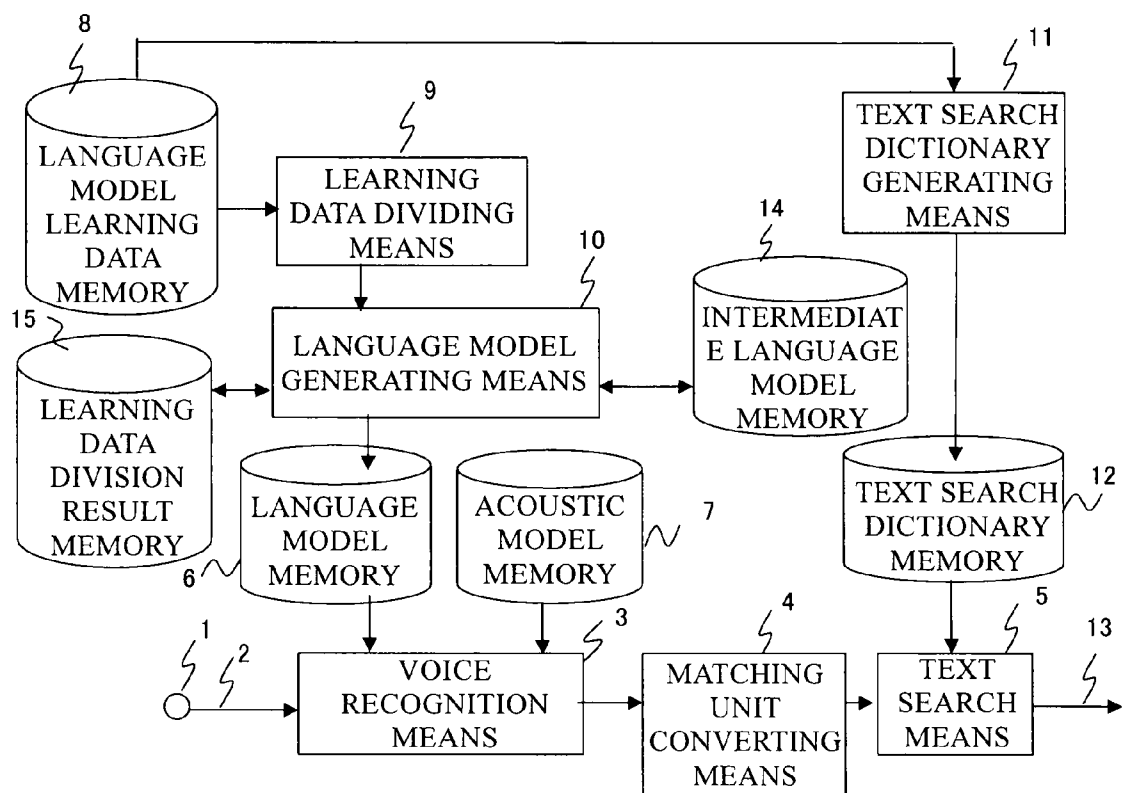 8
11
9
TEXT SEARCH
DICTIONARY
GENERATING
MEANS
LANGUAGE
MODEL
LEARNING
DATA
MEMORY
LEARNING
DATA DIVIDING
MEANS
14
10
15
INTERMEDIAT
E LANGUAGE
MODEL
MEMORY
LANGUAGE MODEL
GENERATING MEANS
LEARNING
DATA
DIVISION
RESULT
MEMORY
LANGUAGE
MODEL
MEMORY
6
ACOUSTIC
MODEL
MEMORY
7
TEXT SEARCH
DICTIONARY
MEMORY
12
1
2
3
4
5
13
VOICE
RECOGNITION
MEANS
MATCHING
UNIT
CONVERTING
MEANS
TEXT
SEARCH
MEANS